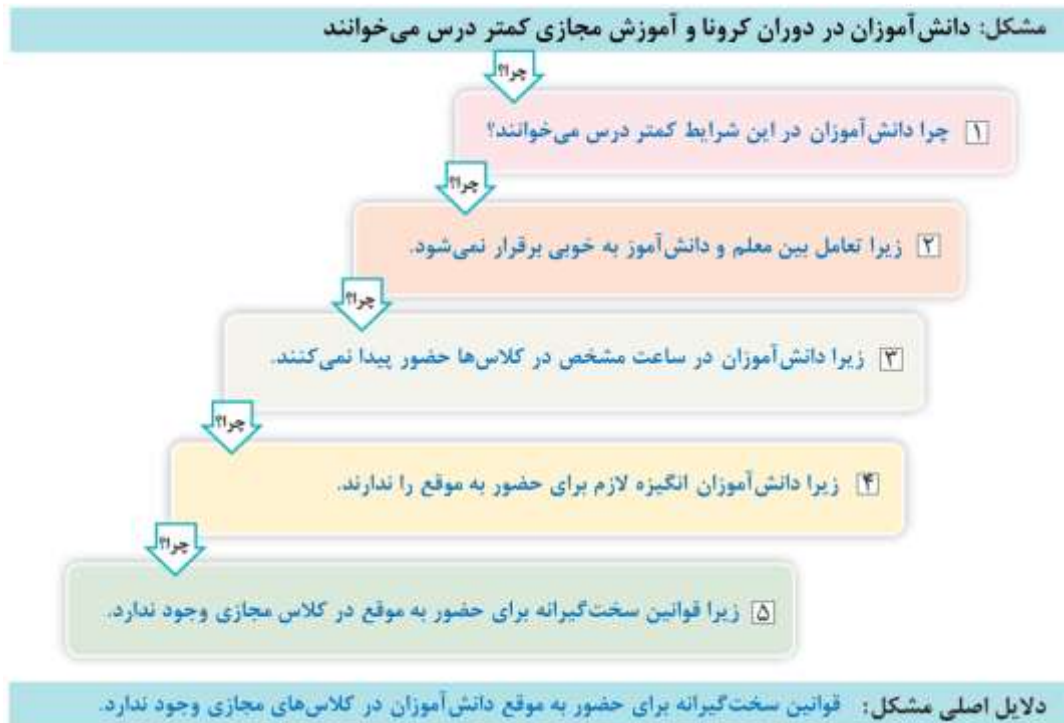 مشکل: دانش‌آموزان در دوران کرونا و آموزش مجازی کمتر درس می‌خوانند
چرا؟!
۱ چرا دانش‌آموزان در این شرایط کمتر درس می‌خوانند؟
چرا؟!
۲ زیرا تعامل بین معلم و دانش‌آموز به خوبی برقرار نمی‌شود.
چرا؟!
۳ زیرا دانش‌آموزان در ساعت مشخص در کلاس‌ها حضور پیدا نمی‌کنند.
چرا؟!
۴ زیرا دانش‌آموزان انگیزه لازم برای حضور به موقع را ندارند.
چرا؟!
۵ زیرا قوانین سخت‌گیرانه برای حضور به موقع در کلاس مجازی وجود ندارد.
دلایل اصلی مشکل: قوانین سخت‌گیرانه برای حضور به موقع دانش‌آموزان در کلاس‌های مجازی وجود ندارد.